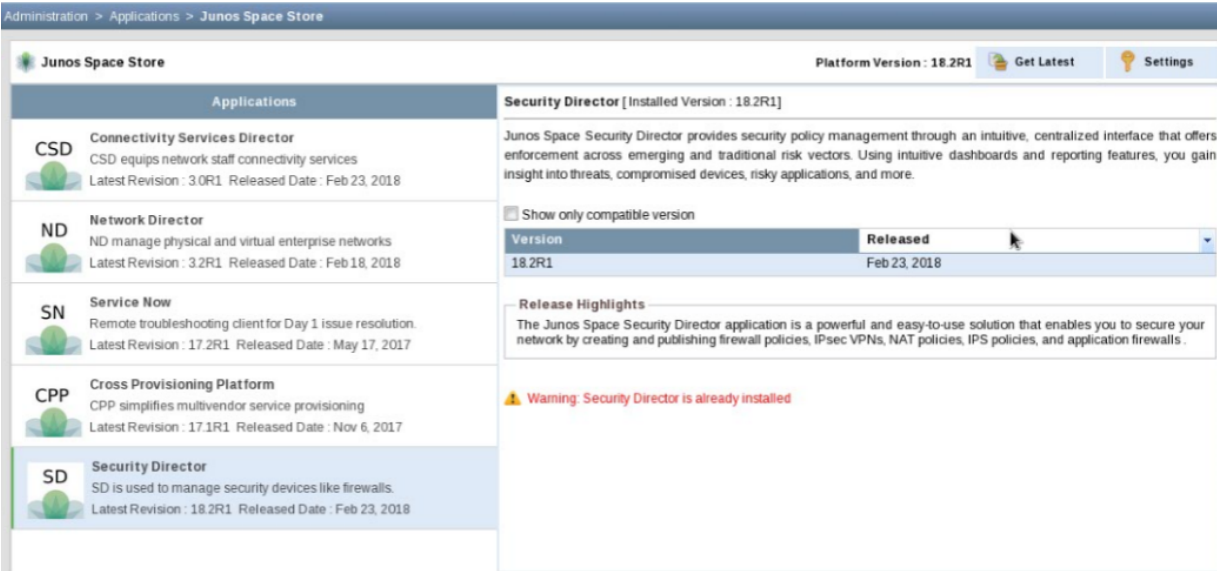 Administration > Applications > Junos Space Store
Junos Space Store
Platform Version : 18.2R1
Get Latest
Settings
Applications
CSD
Connectivity Services Director
CSD equips network staff connectivity services
Latest Revision : 3.0R1 Released Date : Feb 23, 2018
ND
Network Director
ND manage physical and virtual enterprise networks
Latest Revision : 3.2R1 Released Date : Feb 18, 2018
SN
Service Now
Remote troubleshooting client for Day 1 issue resolution.
Latest Revision : 17.2R1 Released Date : May 17, 2017
CPP
Cross Provisioning Platform
CPP simplifies multivendor service provisioning
Latest Revision : 17.1R1 Released Date : Nov 6, 2017
SD
Security Director
SD is used to manage security devices like firewalls.
Latest Revision : 18.2R1 Released Date : Feb 23, 2018
Security Director [ Installed Version : 18.2R1]
Junos Space Security Director provides security policy management through an intuitive, centralized interface that offers
enforcement across emerging and traditional risk vectors. Using intuitive dashboards and reporting features, you gain
insight into threats, compromised devices, risky applications, and more.
Show only compatible version
Version Released
18.2R1 Feb 23, 2018
Release Highlights
The Junos Space Security Director application is a powerful and easy-to-use solution that enables you to secure your
network by creating and publishing firewall policies, IPsec VPNs, NAT policies, IPS policies, and application firewalls .
Warning: Security Director is already installed